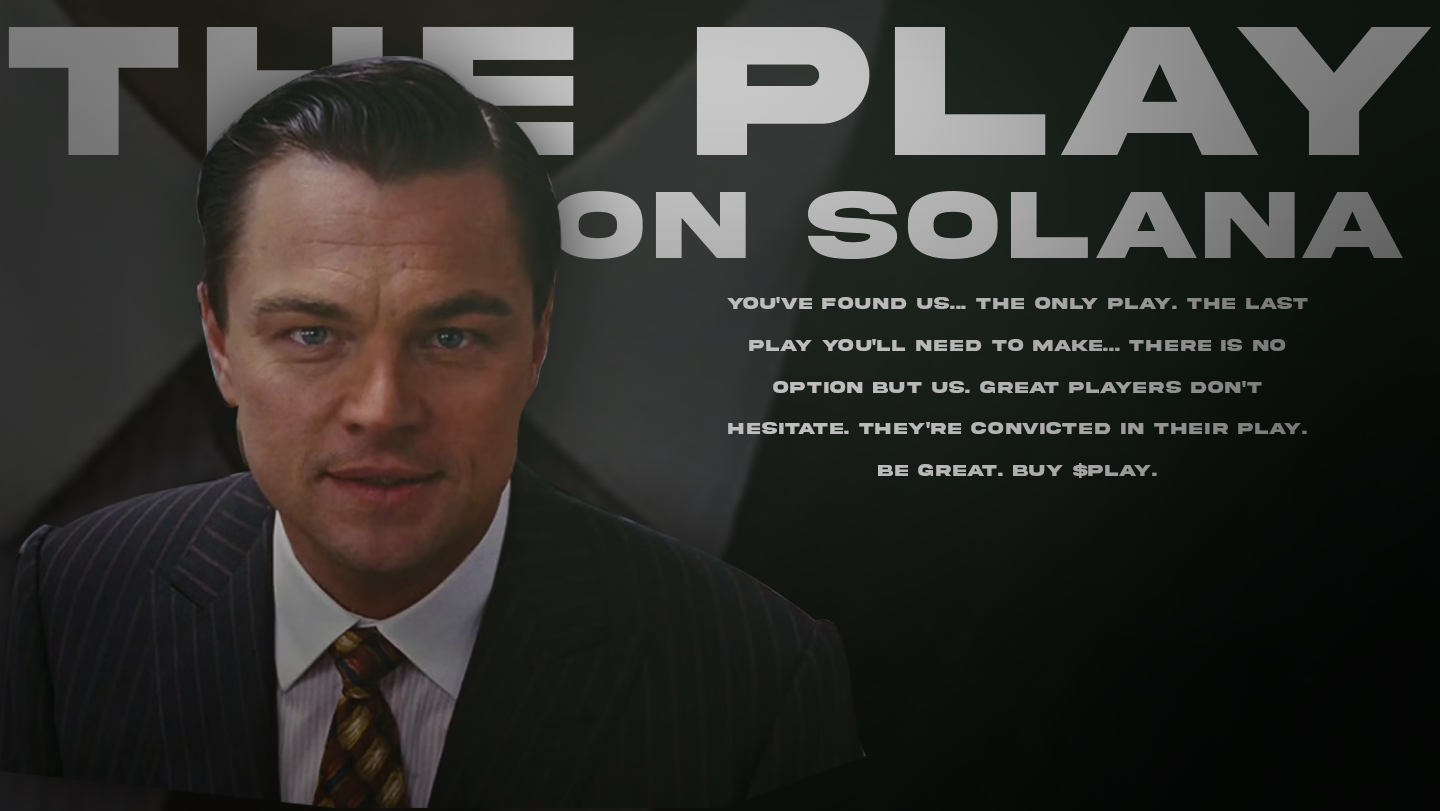 THE PLAY
ON SOLANA
YOU'VE FOUND US... THE ONLY PLAY. THE LAST
PLAY YOU'LL NEED TO MAKE... THERE IS NO
OPTION BUT US. GREAT PLAYERS DON'T
HESITATE. THEY'RE CONVICTED IN THEIR PLAY.
BE GREAT. BUY $PLAY.